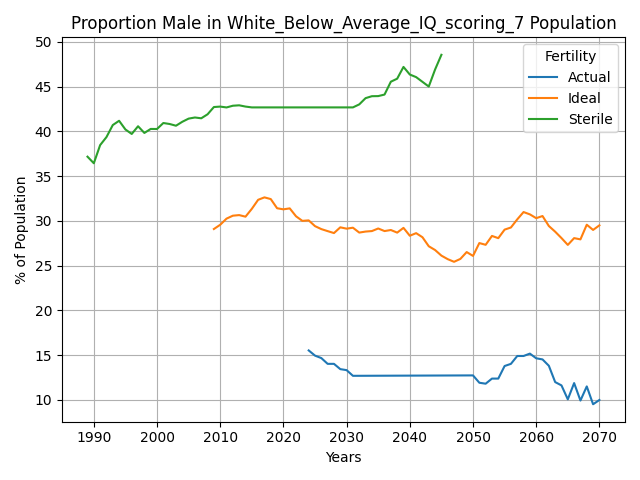 Proportion Male in White_Below_Average_IQ_scoring_7 Population
50
45
40
35
30
25
20
15
10
% of Population
Fertility
Actual
Ideal
Sterile
1990 2000 2010 2020 2030 2040 2050 2060 2070
Years